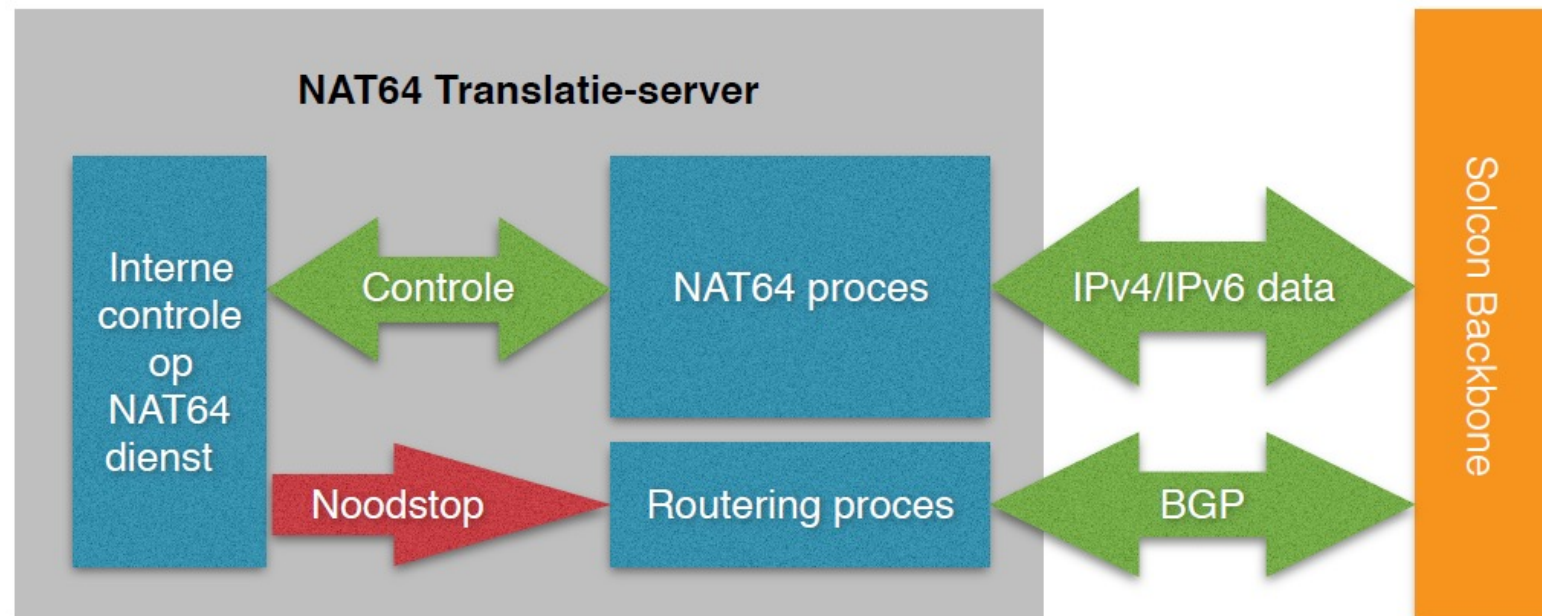 NAT64 Translatie-server
Interne
controle
op
NAT64
dienst
Controle
NAT64 proces
IPv4/IPv6 data
Noodstop
Routering proces
BGP
Solcon Backbone